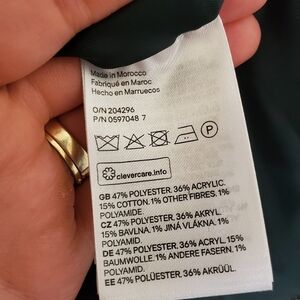 Made in Morocco
Fabriqué en Maroc
Hecho en Marruecos
O/N 204296
P/N 0597048 7
P
clevercare.info
GB 47% POLYESTER, 36% ACRYLIC,
15% COTTON, 1% OTHER FIBRES, 1%
POLYAMIDE.
CZ 47% POLYESTER, 36% AKRYL,
15% BAVLNA, 1% JINÁ VLÁKNA, 1%
POLYAMID.
DE 47% POLYESTER, 36% ACRYL, 15%
BAUMWOLLE, 1% ANDERE FASERN, 1%
POLYAMID.
EE 47% POLÜESTER, 36% AKRÜÜL,